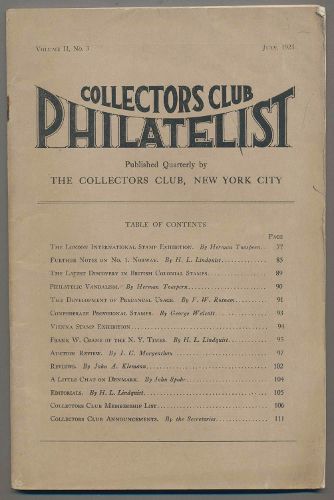 VOLUME II, No. 3 JULY, 1923
COLLECTORS CLUB
PHILATELIST
Published Quarterly by
THE COLLECTORS CLUB, NEW YORK CITY
TABLE OF CONTENTS
PAGE
THE LONDON INTERNATIONAL STAMP EXHIBITION. By Herman Toaspern.. 77
FURTHER NOTES ON NO. 1, NORWAY. By H. L. Lindquist.............. 85
THE LATEST DISCOVERY IN BRITISH COLONIAL STAMPS................ 89
PHILATELIC VANDALISM. By Herman Toaspern...................... 90
THE DEVELOPMENT OF PREMANUAL USAGE. By F. W. ........ 91
CONFEDERATE PROVISIONAL STAMPS. By George Walcott.............. 93
VIENNA STAMP EXHIBITION........................................ 94
FRANK W. CRANE OF THE N. Y. TIMES. By H. L. Lindquist.......... 95
AUCTION REVIEW. By J. C. Morgenthau............................ 97
REVIEWS. By John A. Klemann.................................... 102
A LITTLE CHAT ON DENMARK. By John Spohr........................ 104
EDITORIALS. By H. L. Lindquist................................. 105
COLLECTORS CLUB MEMBERSHIP LIST................................ 106
COLLECTORS CLUB ANNOUNCEMENTS. By the Secretaries.............. 111